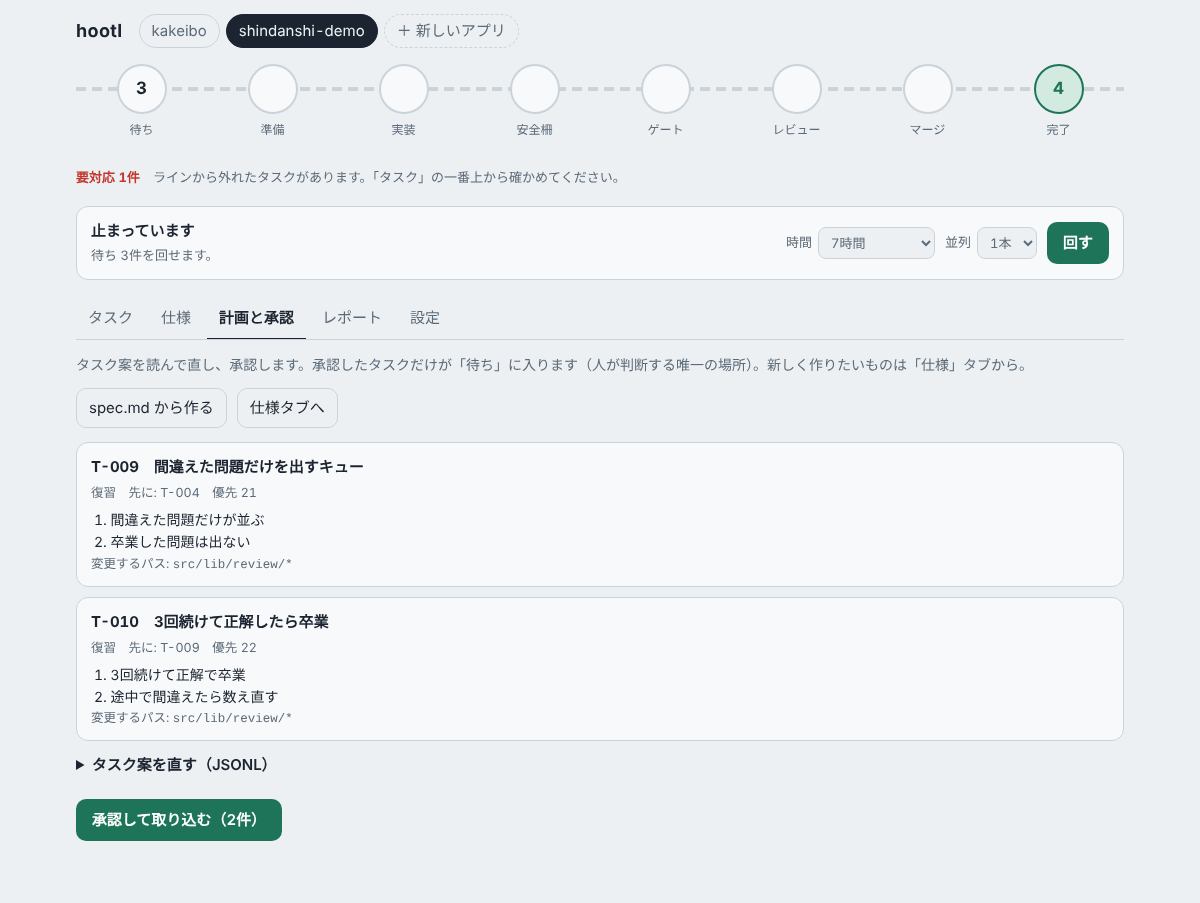 hootl kakeibo shindanshi-demo ＋ 新しいアプリ
3 4
待ち 準備 実装 安全柵 ゲート レビュー マージ 完了
要対応 1件 ラインから外れたタスクがあります。「タスク」の一番上から確かめてください。
止まっています
待ち 3件を回せます。
時間 7時間 並列 1本 回す
タスク 仕様 計画と承認 レポート 設定
タスク案を読んで直し、承認します。承認したタスクだけが「待ち」に入ります（人が判断する唯一の場所）。新しく作りたいものは「仕様」タブから。
spec.md から作る 仕様タブへ
T-009 間違えた問題だけを出すキュー
復習 先に: T-004 優先 21
1. 間違えた問題だけが並ぶ
2. 卒業した問題は出ない
変更するパス: src/lib/review/*
T-010 3回続けて正解したら卒業
復習 先に: T-009 優先 22
1. 3回続けて正解で卒業
2. 途中で間違えたら数え直す
変更するパス: src/lib/review/*
▶ タスク案を直す（JSONL）
承認して取り込む（2件）